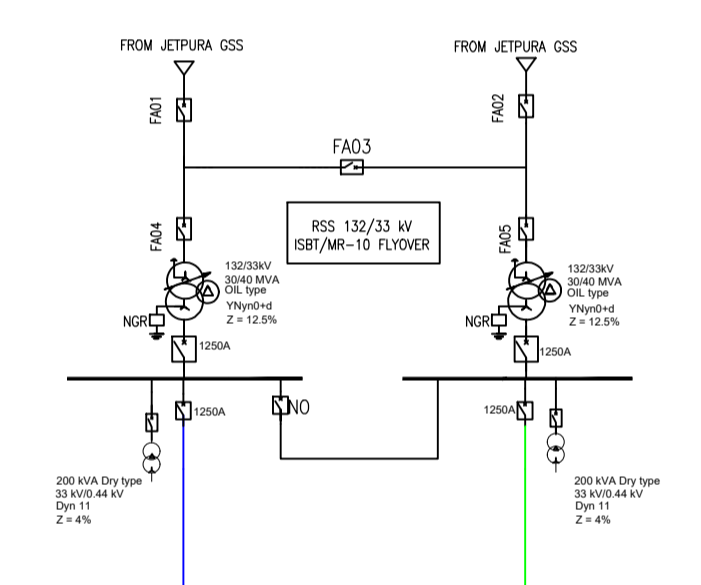 FROM JETPURA GSS
FROM JETPURA GSS
FA01
FA02
FA03
FA04
RSS 132/33 kV
ISBT/MR-10 FLYOVER
FA05
132/33kV
30/40 MVA
OIL type
YNyn0+d
Z = 12.5%
132/33kV
30/40 MVA
OIL type
YNyn0+d
Z = 12.5%
NGR
NGR
1250A
1250A
1250A
NO
1250A
200 kVA Dry type
33 kV/0.44 kV
Dyn 11
Z = 4%
200 kVA Dry type
33 kV/0.44 kV
Dyn 11
Z = 4%